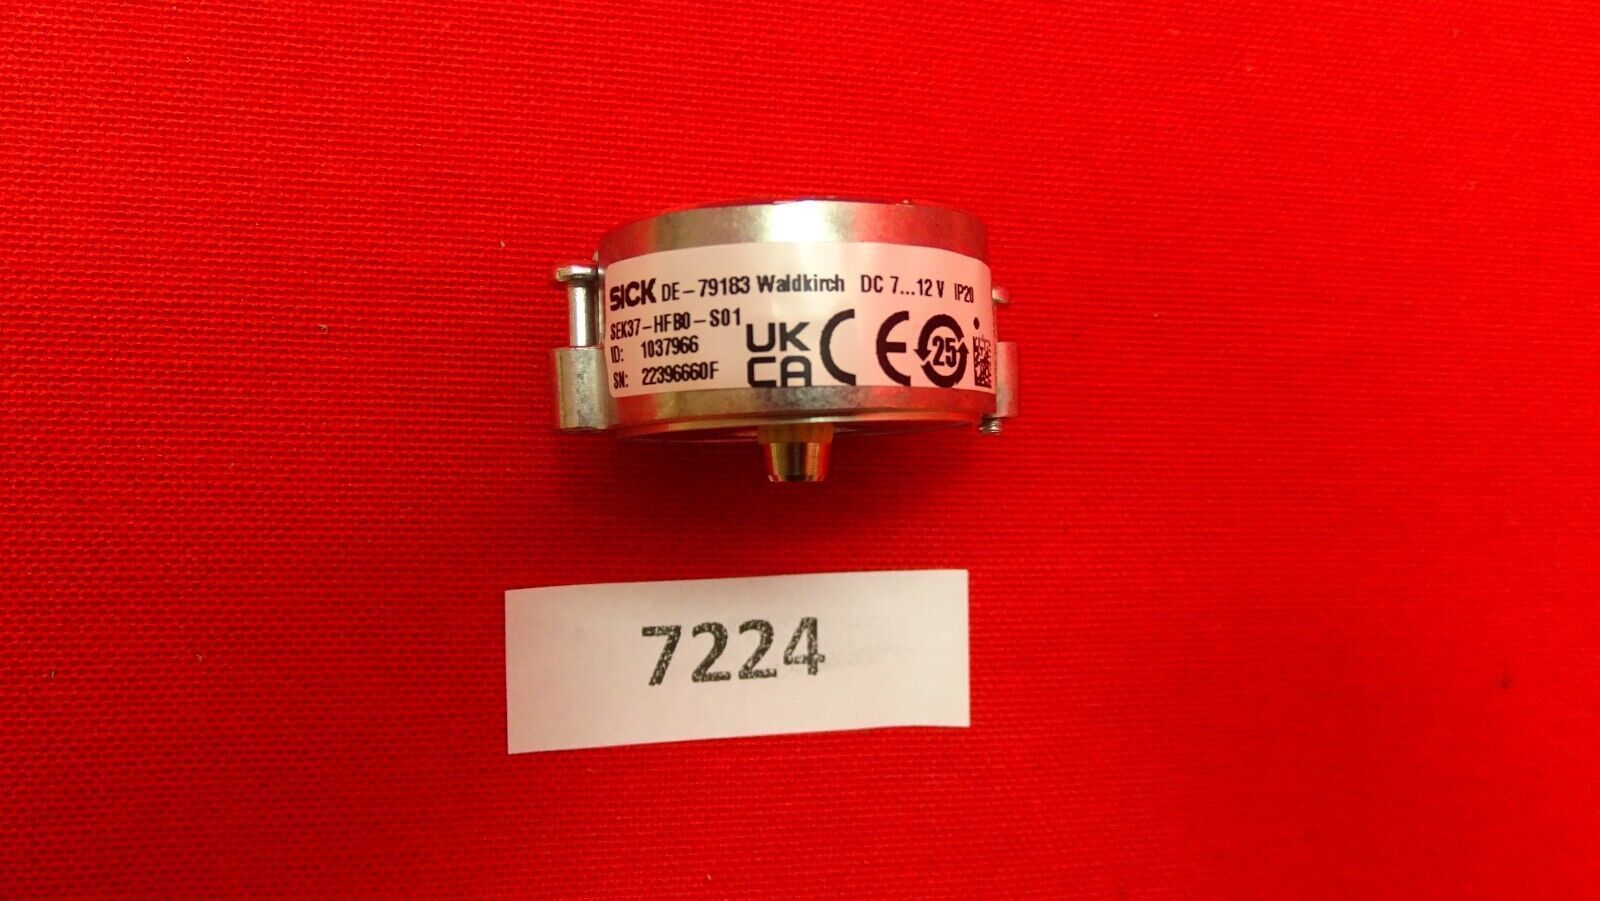 SICK DE-79183 Waldkirch DC 7...12 V IP20
SEK37-HFB0-S01
ID: 1037966
SN: 22396660F
UK
CA
CE
25
7224